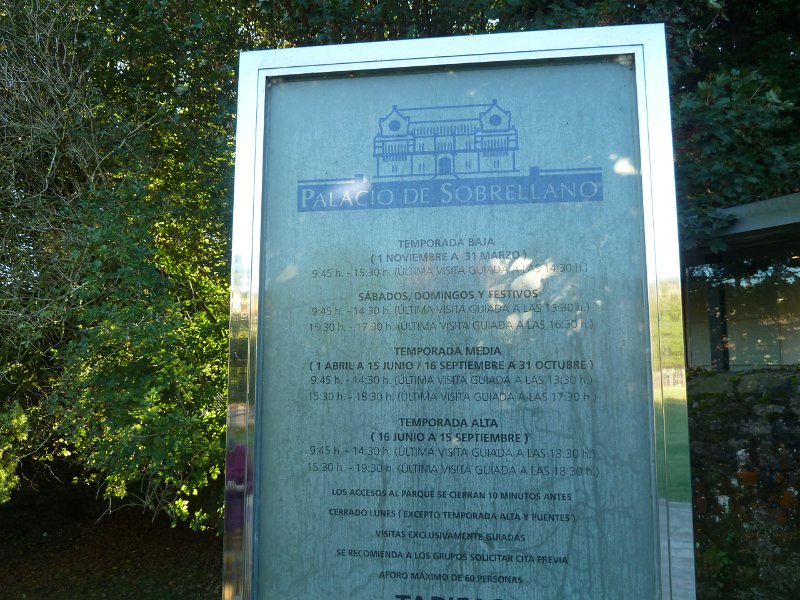 PALACIO DE SOBRELLANO
TEMPORADA BAJA
( 1 NOVIEMBRE A 31 MARZO )
9:45 h. - 15:30 h. (ÚLTIMA VISITA GUIADA A LAS 14:30 h.)
SÁBADOS, DOMINGOS Y FESTIVOS
9:45 h. - 14:30 h. (ÚLTIMA VISITA GUIADA A LAS 13:30 h.)
15:30 h. - 17:30 h. (ÚLTIMA VISITA GUIADA A LAS 16:30 h.)
TEMPORADA MEDIA
( 1 ABRIL A 15 JUNIO / 16 SEPTIEMBRE A 31 OCTUBRE )
9:45 h. - 14:30 h. (ÚLTIMA VISITA GUIADA A LAS 13:30 h.)
15:30 h. - 18:30 h. (ÚLTIMA VISITA GUIADA A LAS 17:30 h.)
TEMPORADA ALTA
( 16 JUNIO A 15 SEPTIEMBRE )
9:45 h. - 14:30 h. (ÚLTIMA VISITA GUIADA A LAS 13:30 h.)
15:30 h. - 19:30 h. (ÚLTIMA VISITA GUIADA A LAS 18:30 h.)
LOS ACCESOS AL PARQUE SE CIERRAN 10 MINUTOS ANTES
CERRADO LUNES ( EXCEPTO TEMPORADA ALTA Y PUENTES )
VISITAS EXCLUSIVAMENTE GUIADAS
SE RECOMIENDA A LOS GRUPOS SOLICITAR CITA PREVIA
AFORO MÁXIMO DE 60 PERSONAS